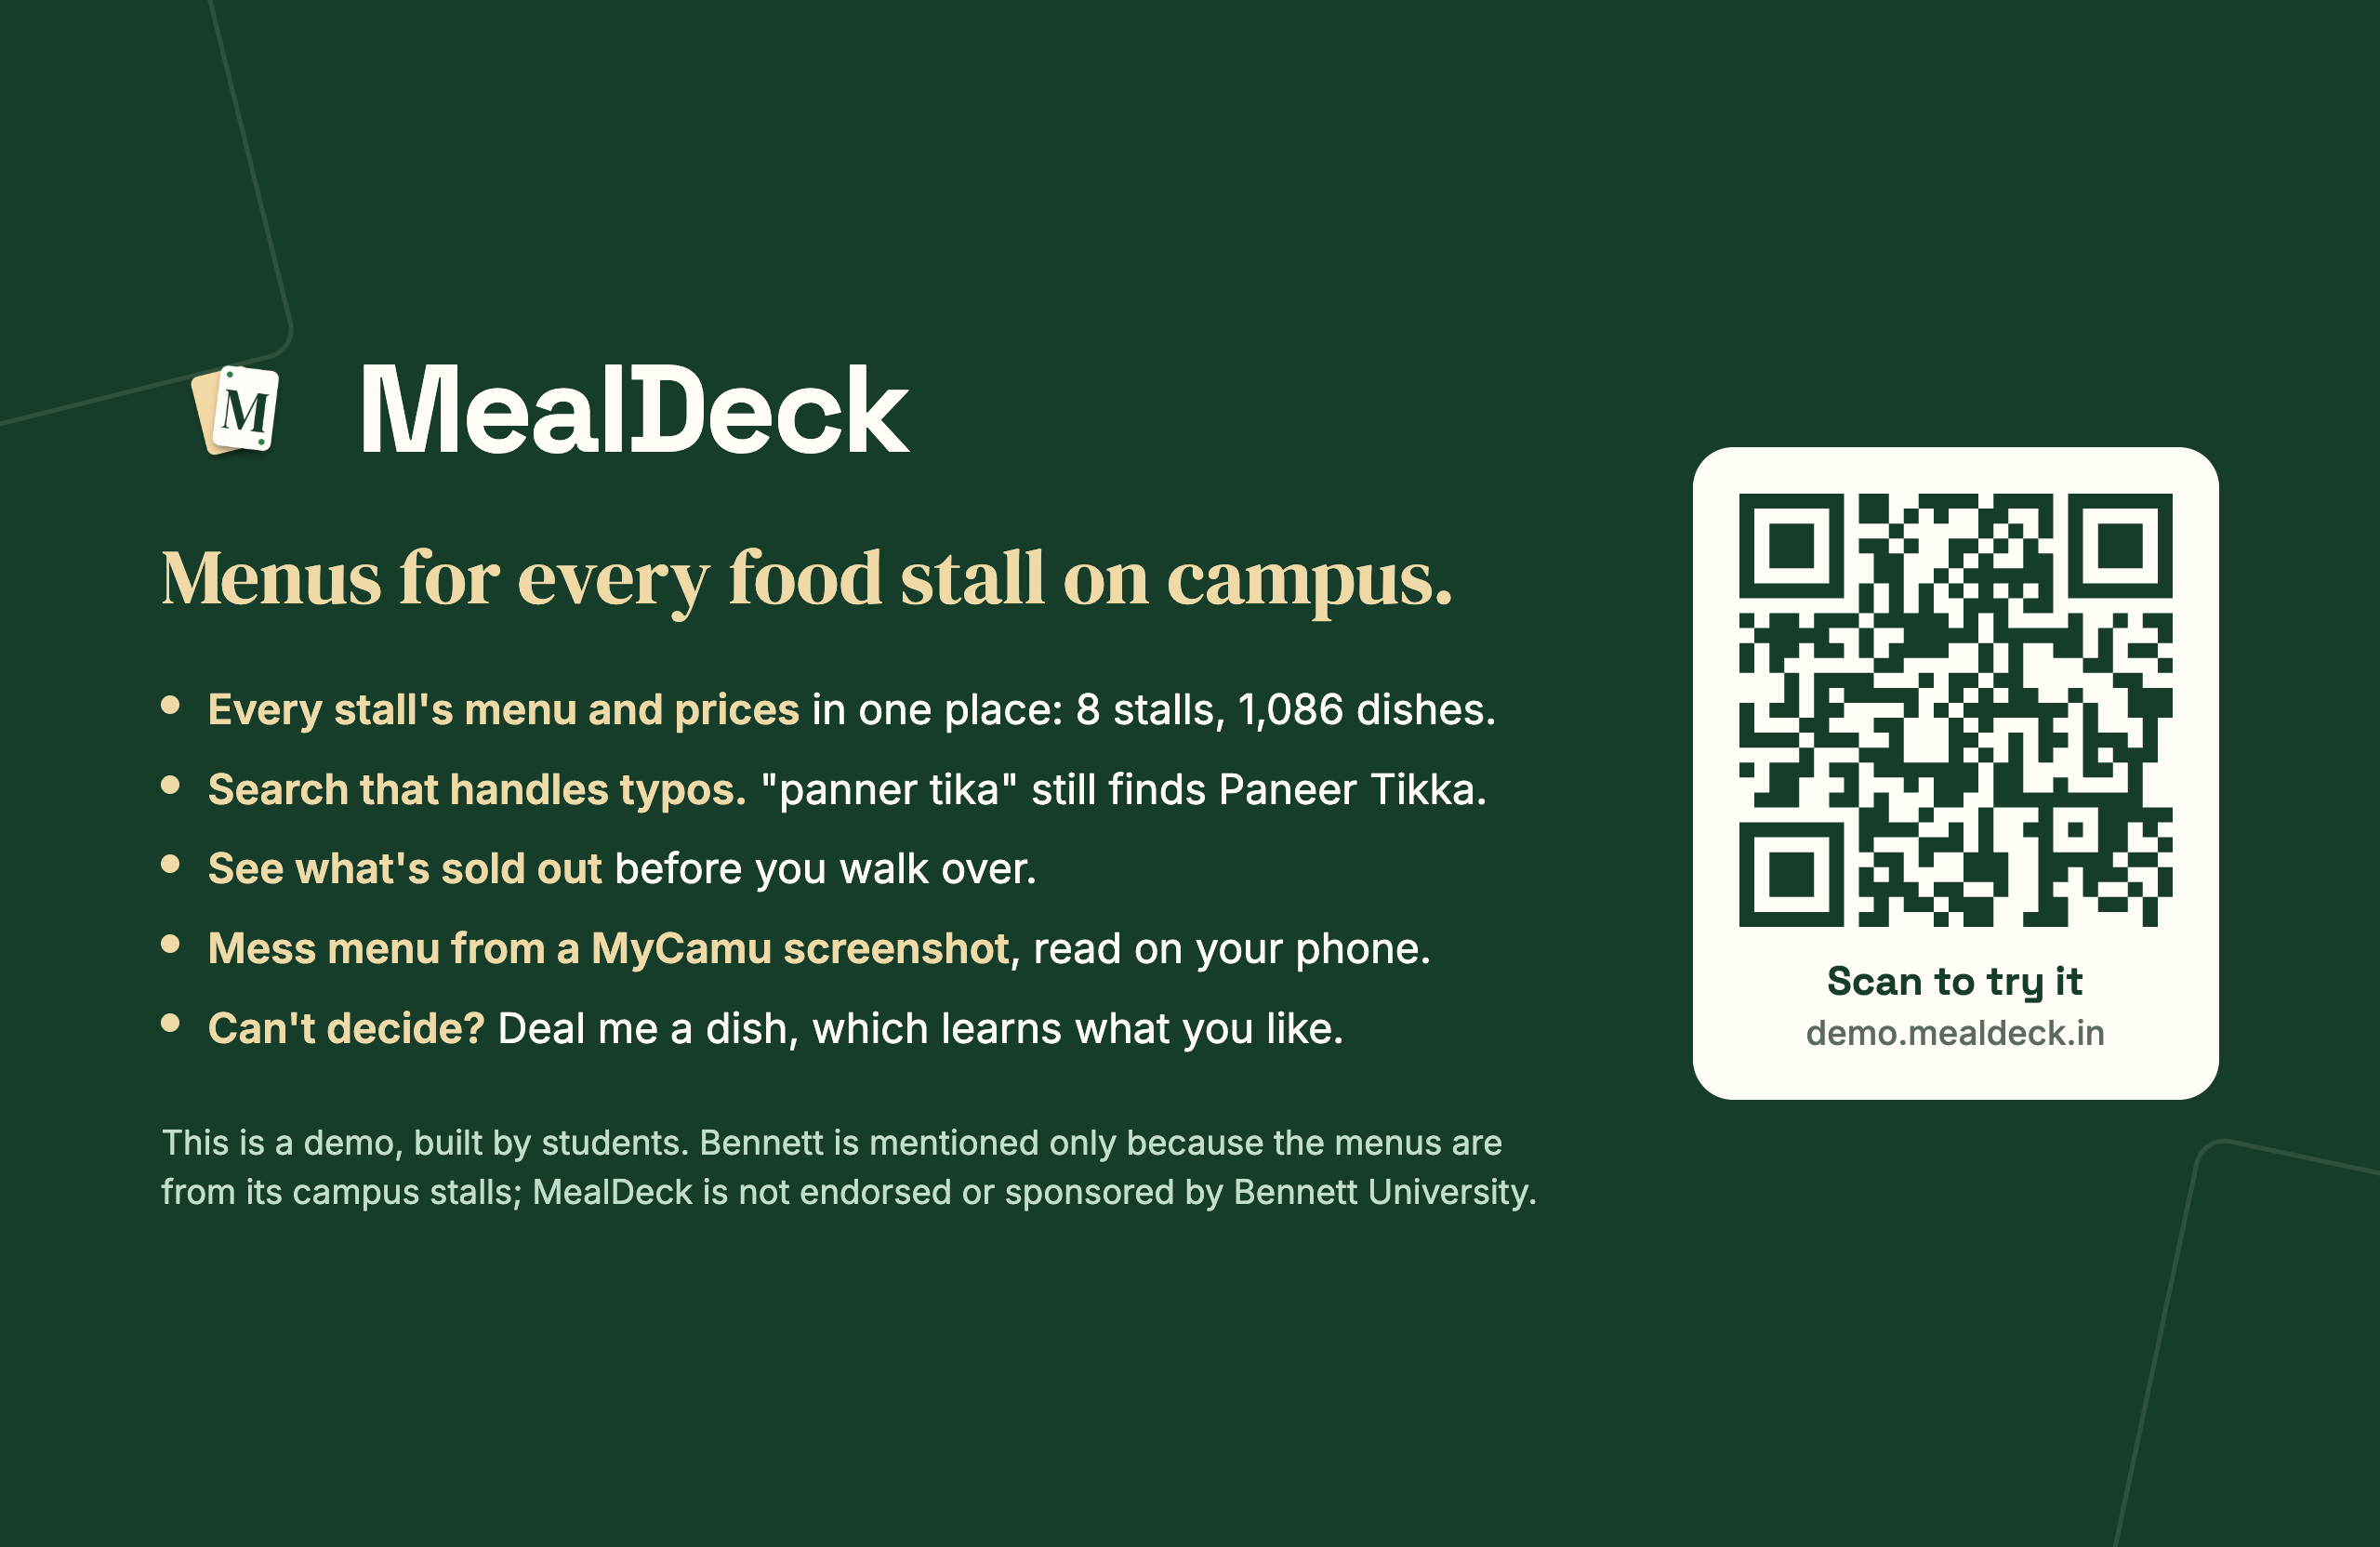 M
MealDeck
Menus for every food stall on campus.
Every stall's menu and prices in one place: 8 stalls, 1,086 dishes.
Search that handles typos. "panner tika" still finds Paneer Tikka.
See what's sold out before you walk over.
Mess menu from a MyCamu screenshot, read on your phone.
Can't decide? Deal me a dish, which learns what you like.
This is a demo, built by students. Bennett is mentioned only because the menus are
from its campus stalls; MealDeck is not endorsed or sponsored by Bennett University.
Scan to try it
demo.mealdeck.in